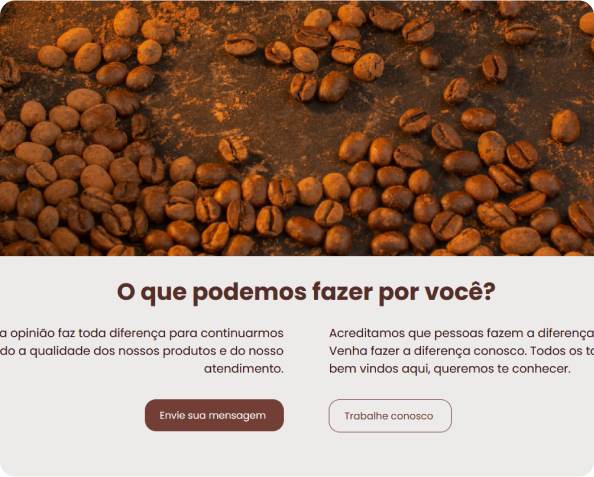 O que podemos fazer por você?
a opinião faz toda diferença para continuarmos
do a qualidade dos nossos produtos e do nosso
atendimento.
Envie sua mensagem
Acreditamos que pessoas fazem a diferença
Venha fazer a diferença conosco. Todos os
bem vindos aqui, queremos te conhecer.
Trabalhe conosco